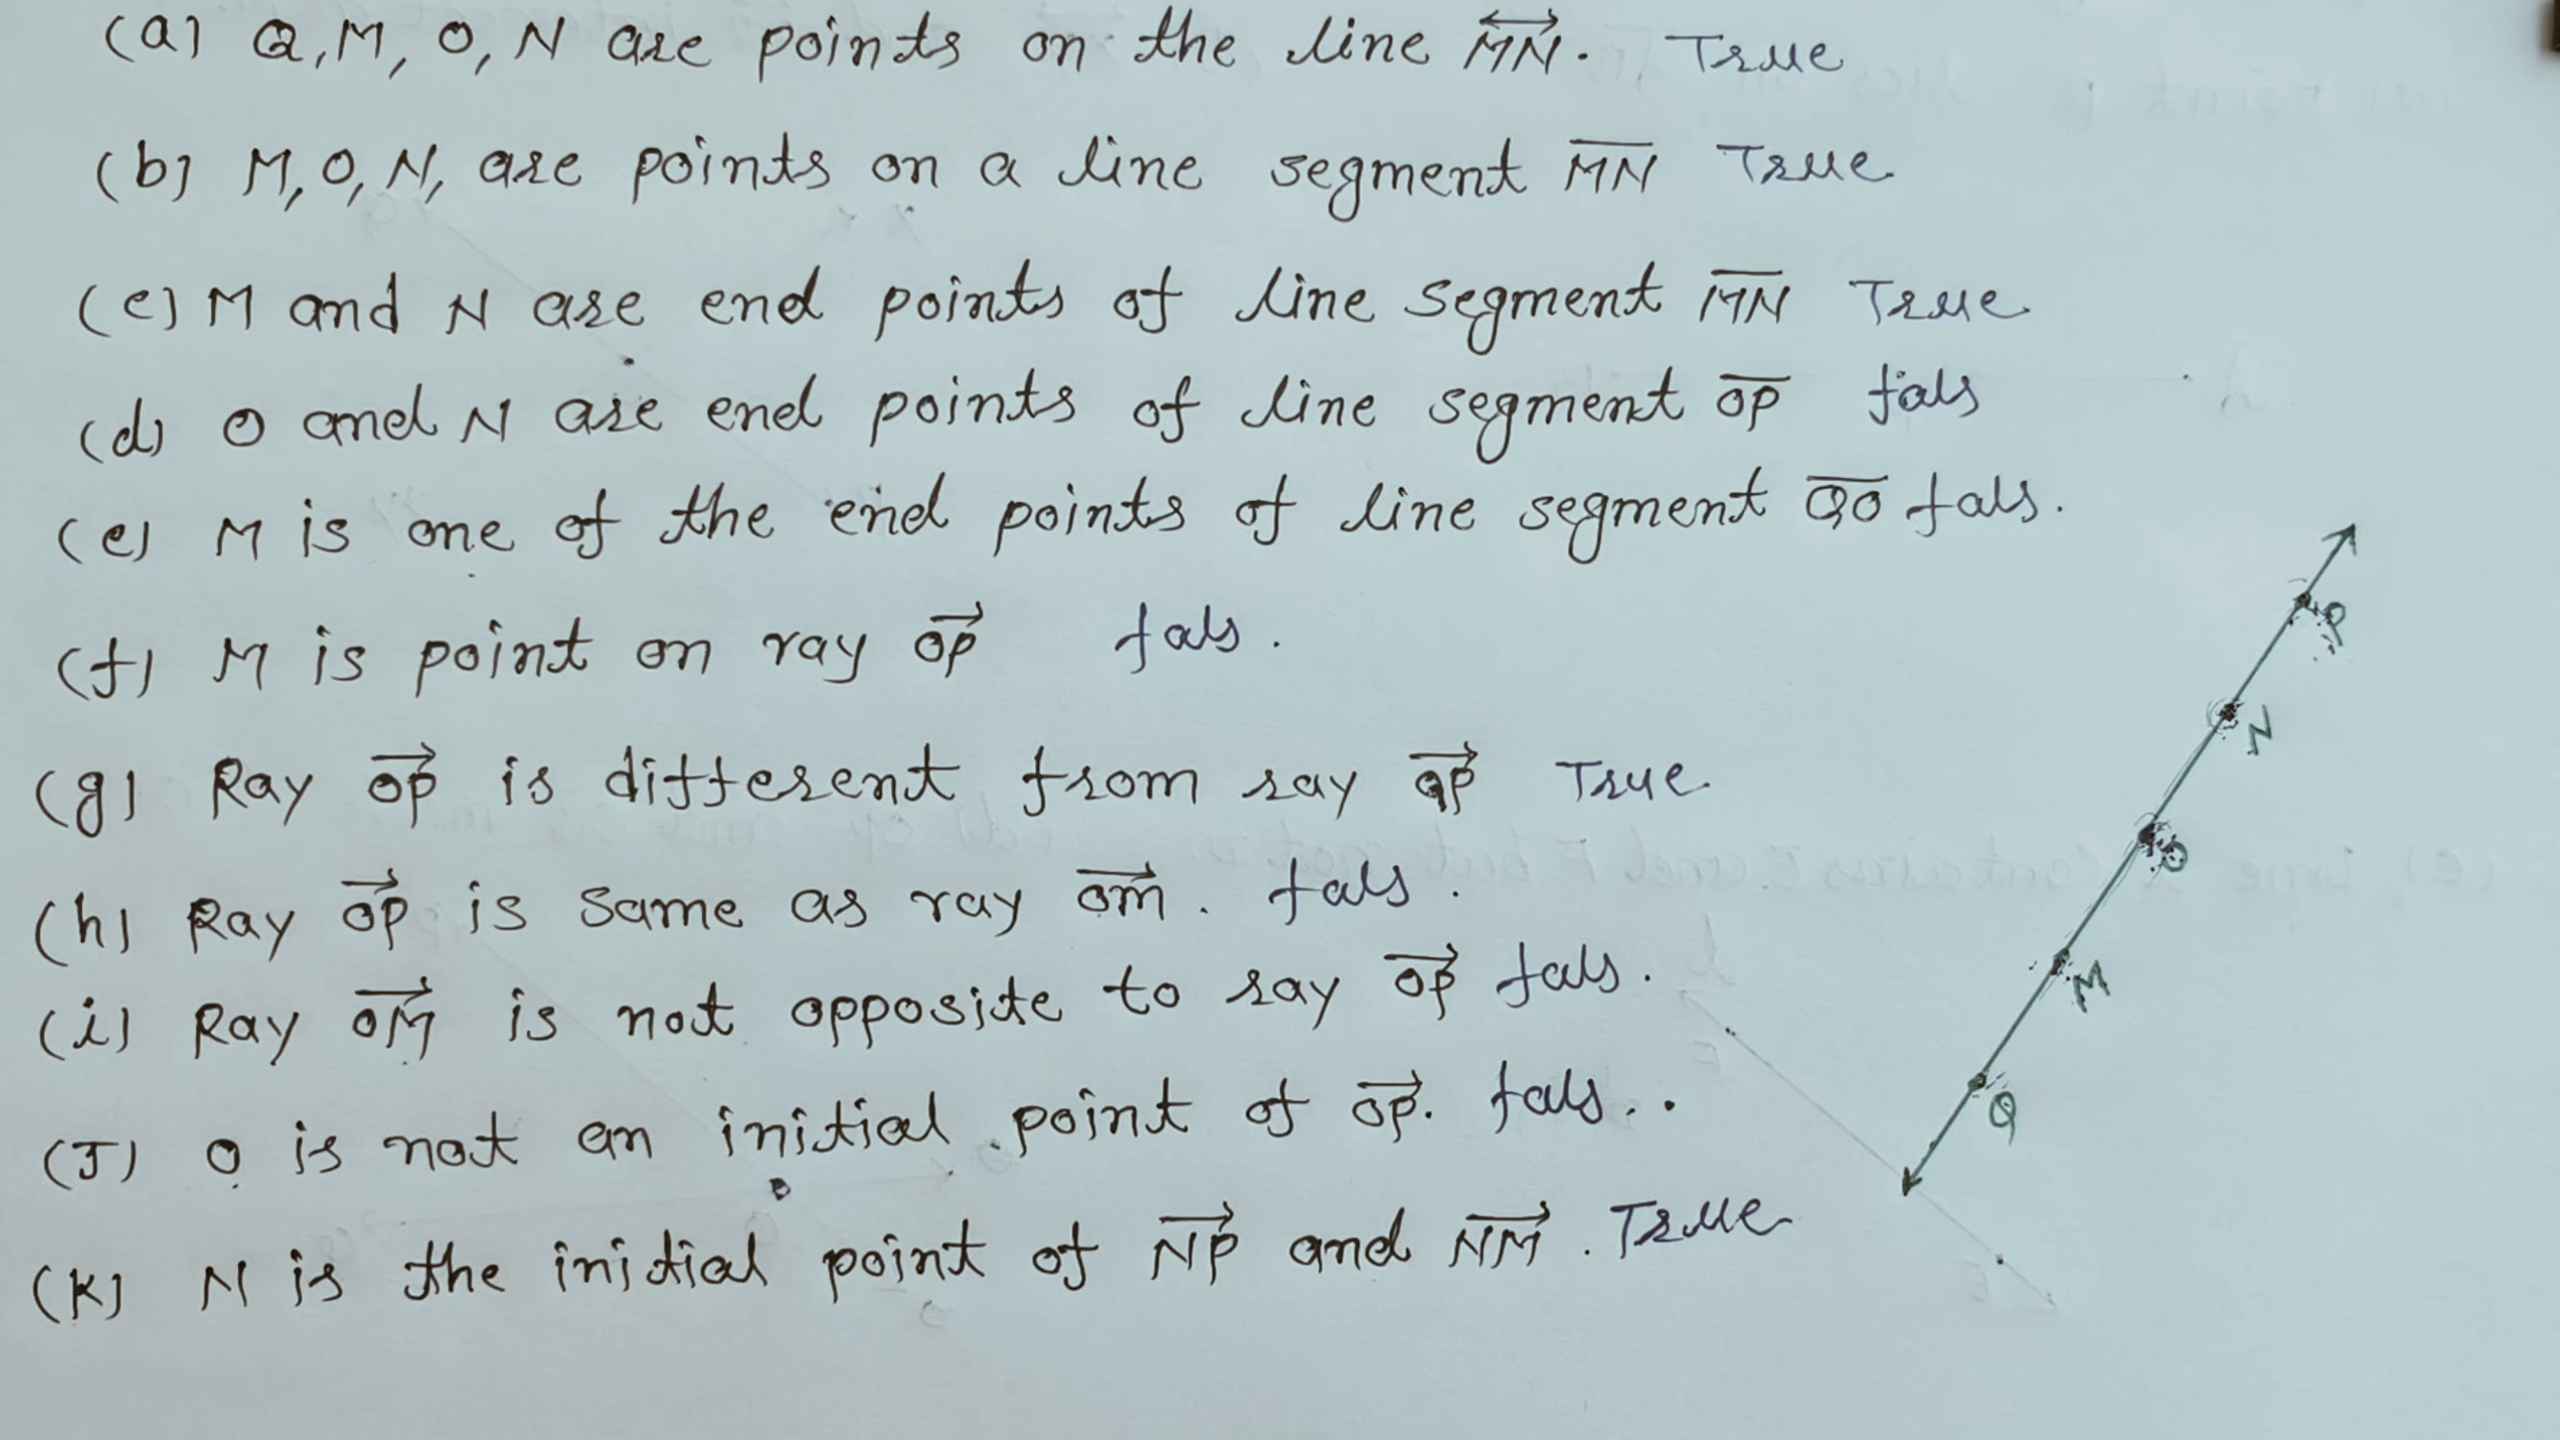 (a) Q, M, O, N are points on the line MN. True
(b) M, O, N, are points on a line segment MN True
(c) M and N are end points of line segment MN True
(d) O and N are end points of line segment OP fals
(e) M is one of the end points of line segment QO fals.
(f) M is point on ray OP fals.
(g) Ray OP is different from ray QP True
(h) Ray OP is same as ray OM. fals.
(i) Ray OM is not opposite to ray OP fals.
(J) O is not an initial point of OP. fals..
(K) N is the initial point of NP and NM. True
P
N
O
M
Q